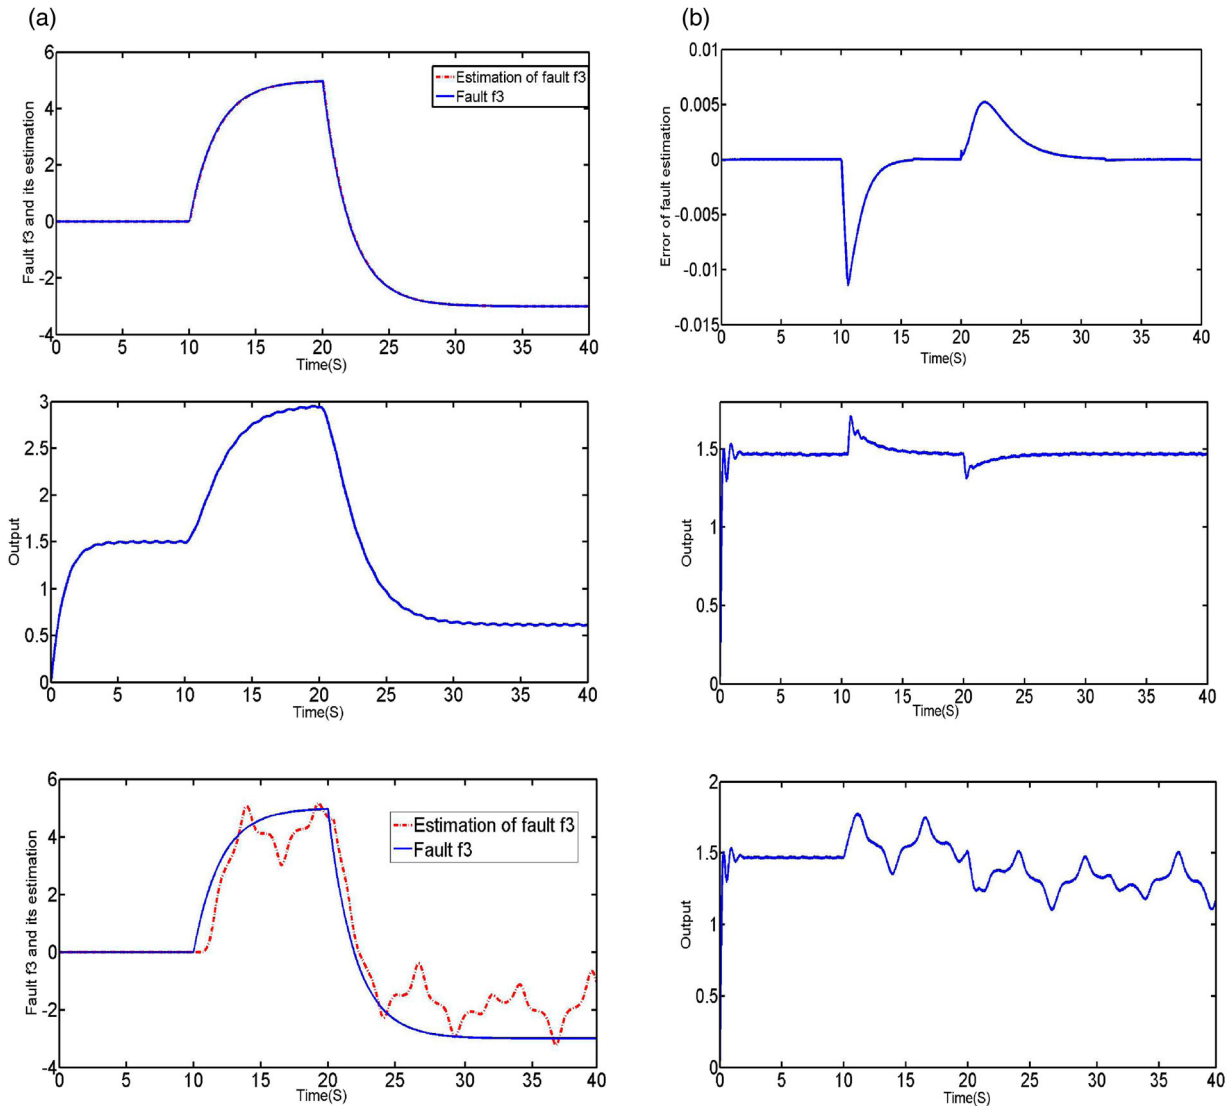 (a)
(b)
6
4
2
0
-2
-4
Fault f3 and its estimation
Estimation of fault f3
Fault f3
0 5 10 15 20 25 30 35 40
Time(S)
0.01
0.005
0
-0.005
-0.01
-0.015
Error of fault estimation
0 5 10 15 20 25 30 35 40
Time(S)
3
2.5
2
1.5
1
0.5
0
Output
0 5 10 15 20 25 30 35 40
Time(S)
1.5
1
0.5
0
Output
0 5 10 15 20 25 30 35 40
Time(S)
6
4
2
0
-2
-4
Fault f3 and its estimation
Estimation of fault f3
Fault f3
0 5 10 15 20 25 30 35 40
Time(S)
2
1.5
1
0.5
0
Output
0 5 10 15 20 25 30 35 40
Time(S)